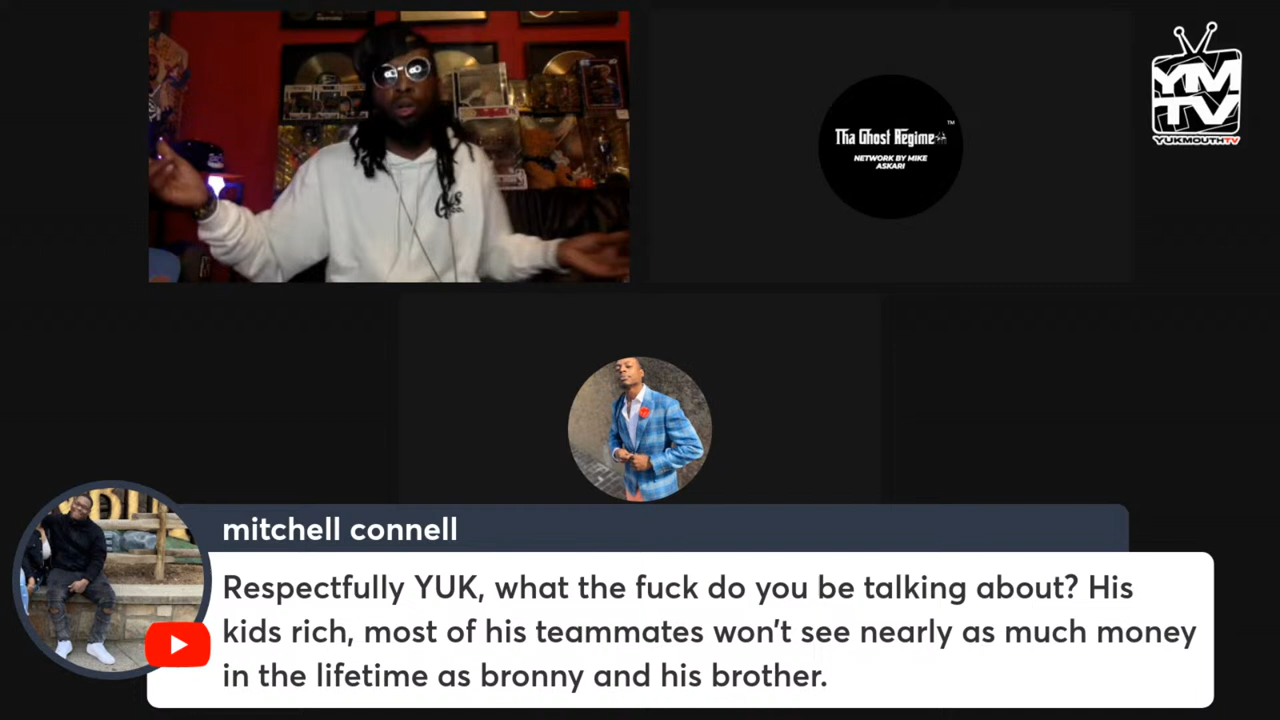 Tha Ghost Regime
TM
NETWORK BY MIKE
ASKARI
YM
TV
YUKMOUTHTV
mitchell connell
Respectfully YUK, what the fuck do you be talking about? His
kids rich, most of his teammates won't see nearly as much money
in the lifetime as bronny and his brother.